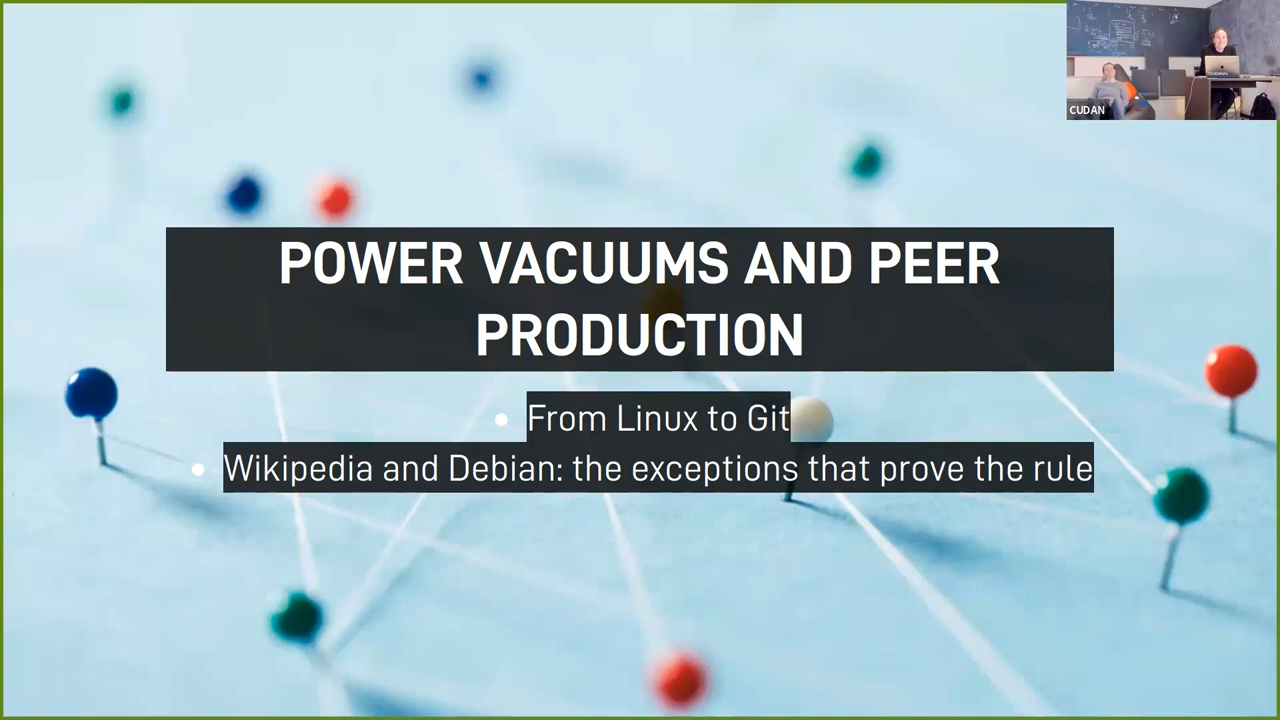 POWER VACUUMS AND PEER
PRODUCTION
From Linux to Git
Wikipedia and Debian: the exceptions that prove the rule
CUDAN
CUDAN